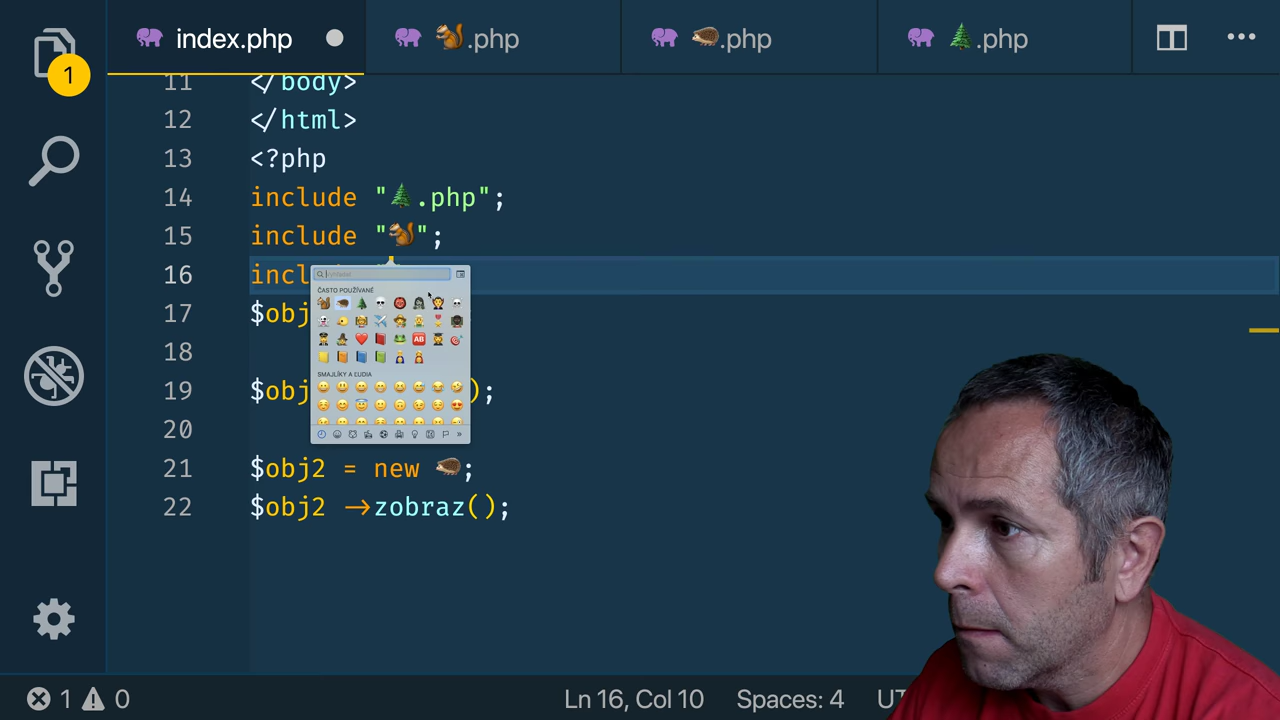 index.php
🐿.php
🦔.php
🌲.php
1
11 </body>
12 </html>
13 <?php
14 include "🌲.php";
15 include "🐿";
16 incl
17 $obj
18
19 $obj );
20
21 $obj2 = new 🦔;
22 $obj2 ->zobraz();
ČASTO POUŽÍVANÉ
SMAJLÍKY A ĽUDIA
1 0 Ln 16, Col 10 Spaces: 4 UT